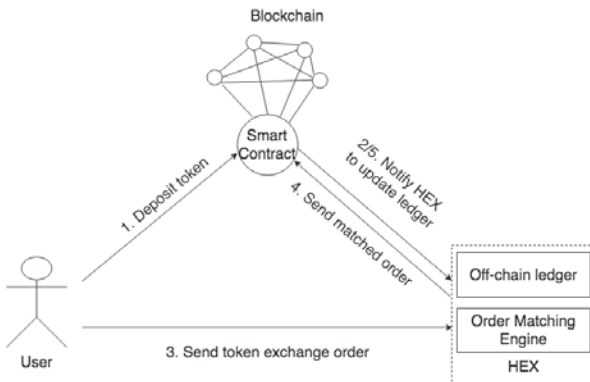 Blockchain
Smart
Contract
1. Deposit token
2/5. Notify HEX
to update ledger
4. Send matched order
Off-chain ledger
Order Matching
Engine
HEX
User
3. Send token exchange order